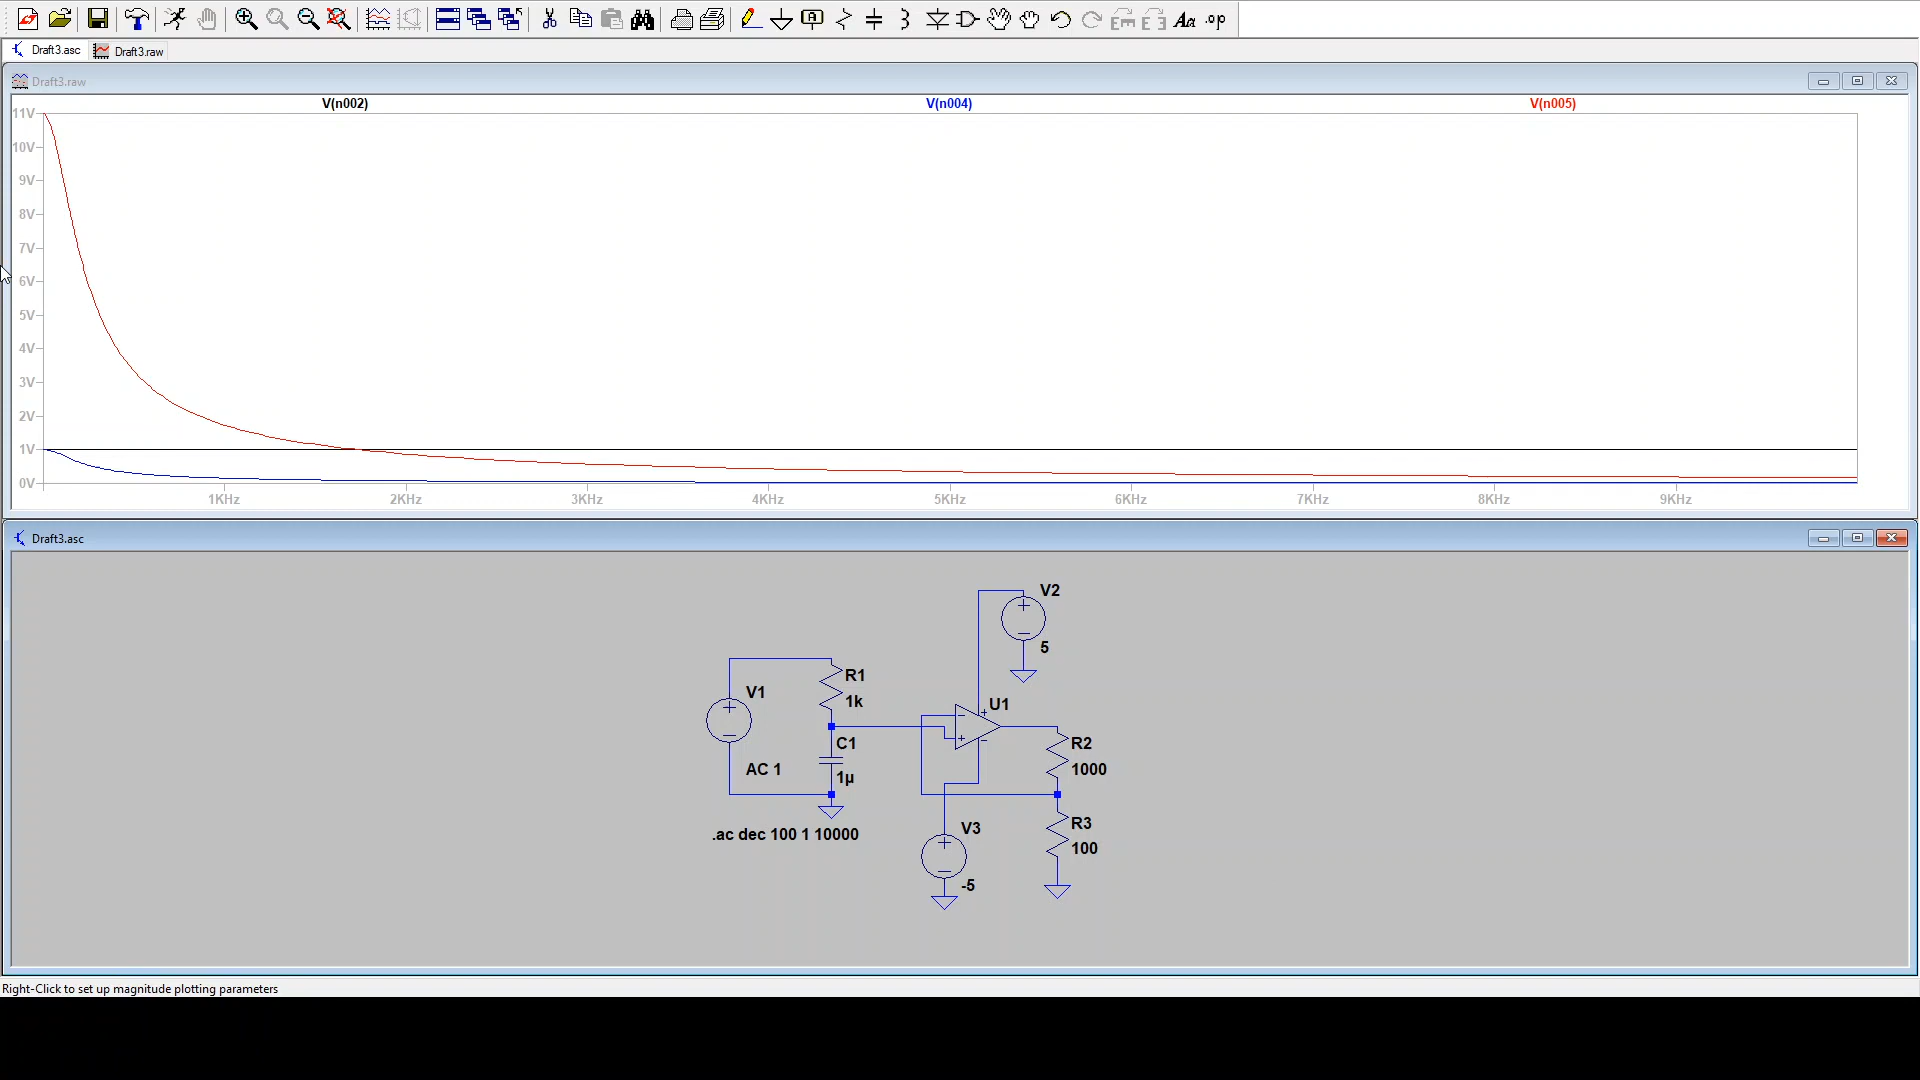 Draft3.asc Draft3.raw
Draft3.raw
V(n002) V(n004) V(n005)
11V
10V
9V
8V
7V
6V
5V
4V
3V
2V
1V
0V
1KHz 2KHz 3KHz 4KHz 5KHz 6KHz 7KHz 8KHz 9KHz
Draft3.asc
V2
5
R1
1k
V1
U1
C1
1µ
R2
1000
AC 1
.ac dec 100 1 10000
V3
-5
R3
100
Right-Click to set up magnitude plotting parameters